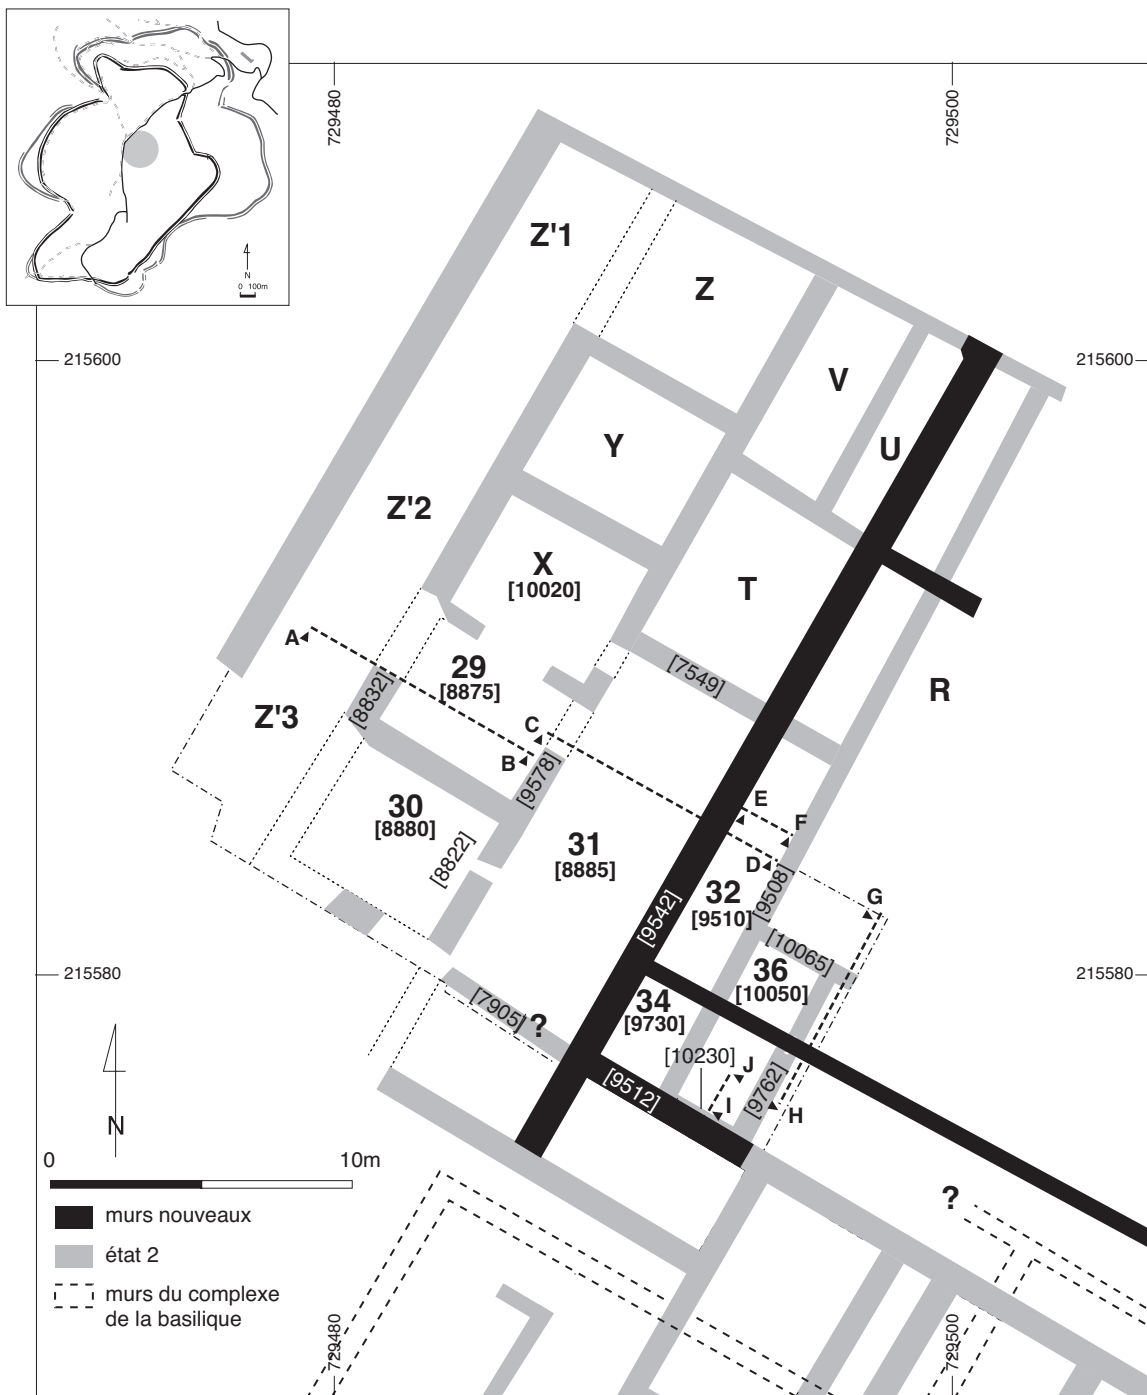 N
0 100m
729480
729500
215600
215600
Z'1
Z
V
U
Y
Z'2
X
[10020]
T
A
29
[8875]
[7549]
R
[8832]
Z'3
C
B
[9578]
E
F
30
[8880]
[8822]
31
[8885]
D
32
[9510]
[9508]
G
[9542]
[10065]
215580
215580
36
[10050]
34
[9730]
[7905]
?
[10230]
J
[9762]
[9512]
I
H
N
0
10m
murs nouveaux
état 2
murs du complexe
de la basilique
?
729480
729500